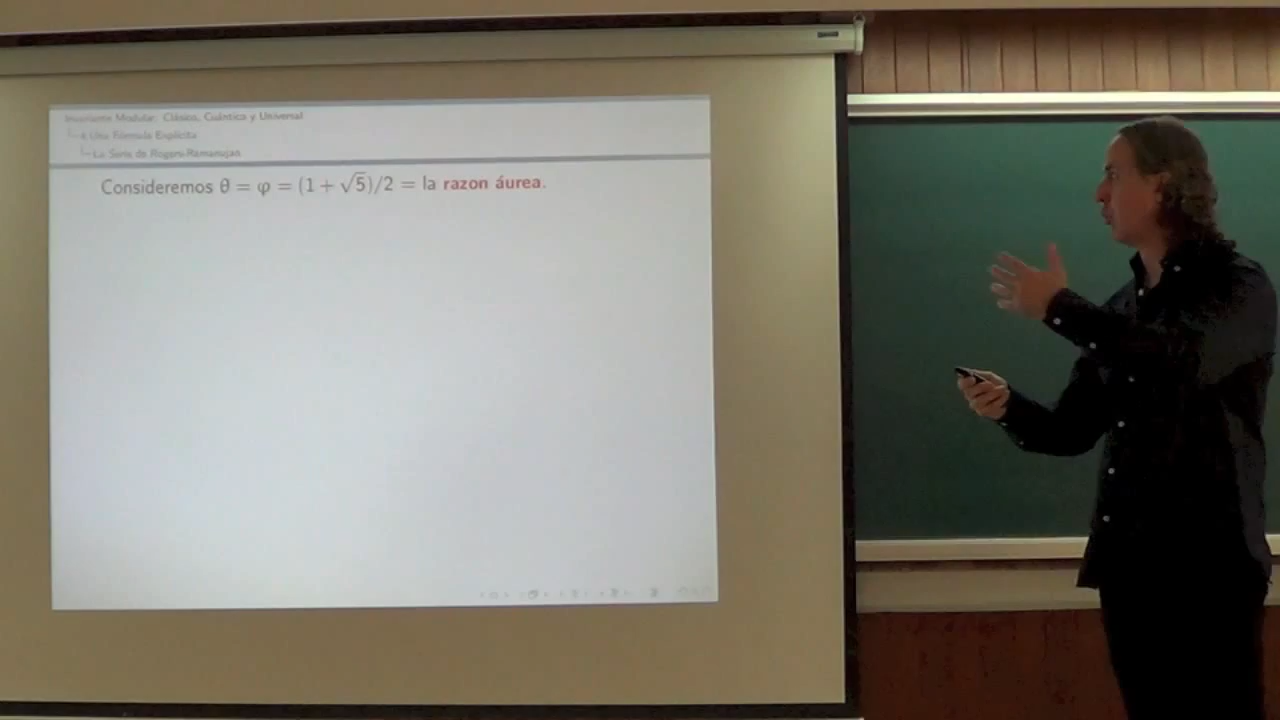 Invariante Modular: Clásico, Cuántico y Universal
4 Una Fórmula Explícita
La Serie de Rogers-Ramanujan
Consideremos θ = φ = (1 + √5)/2 = la razon áurea.